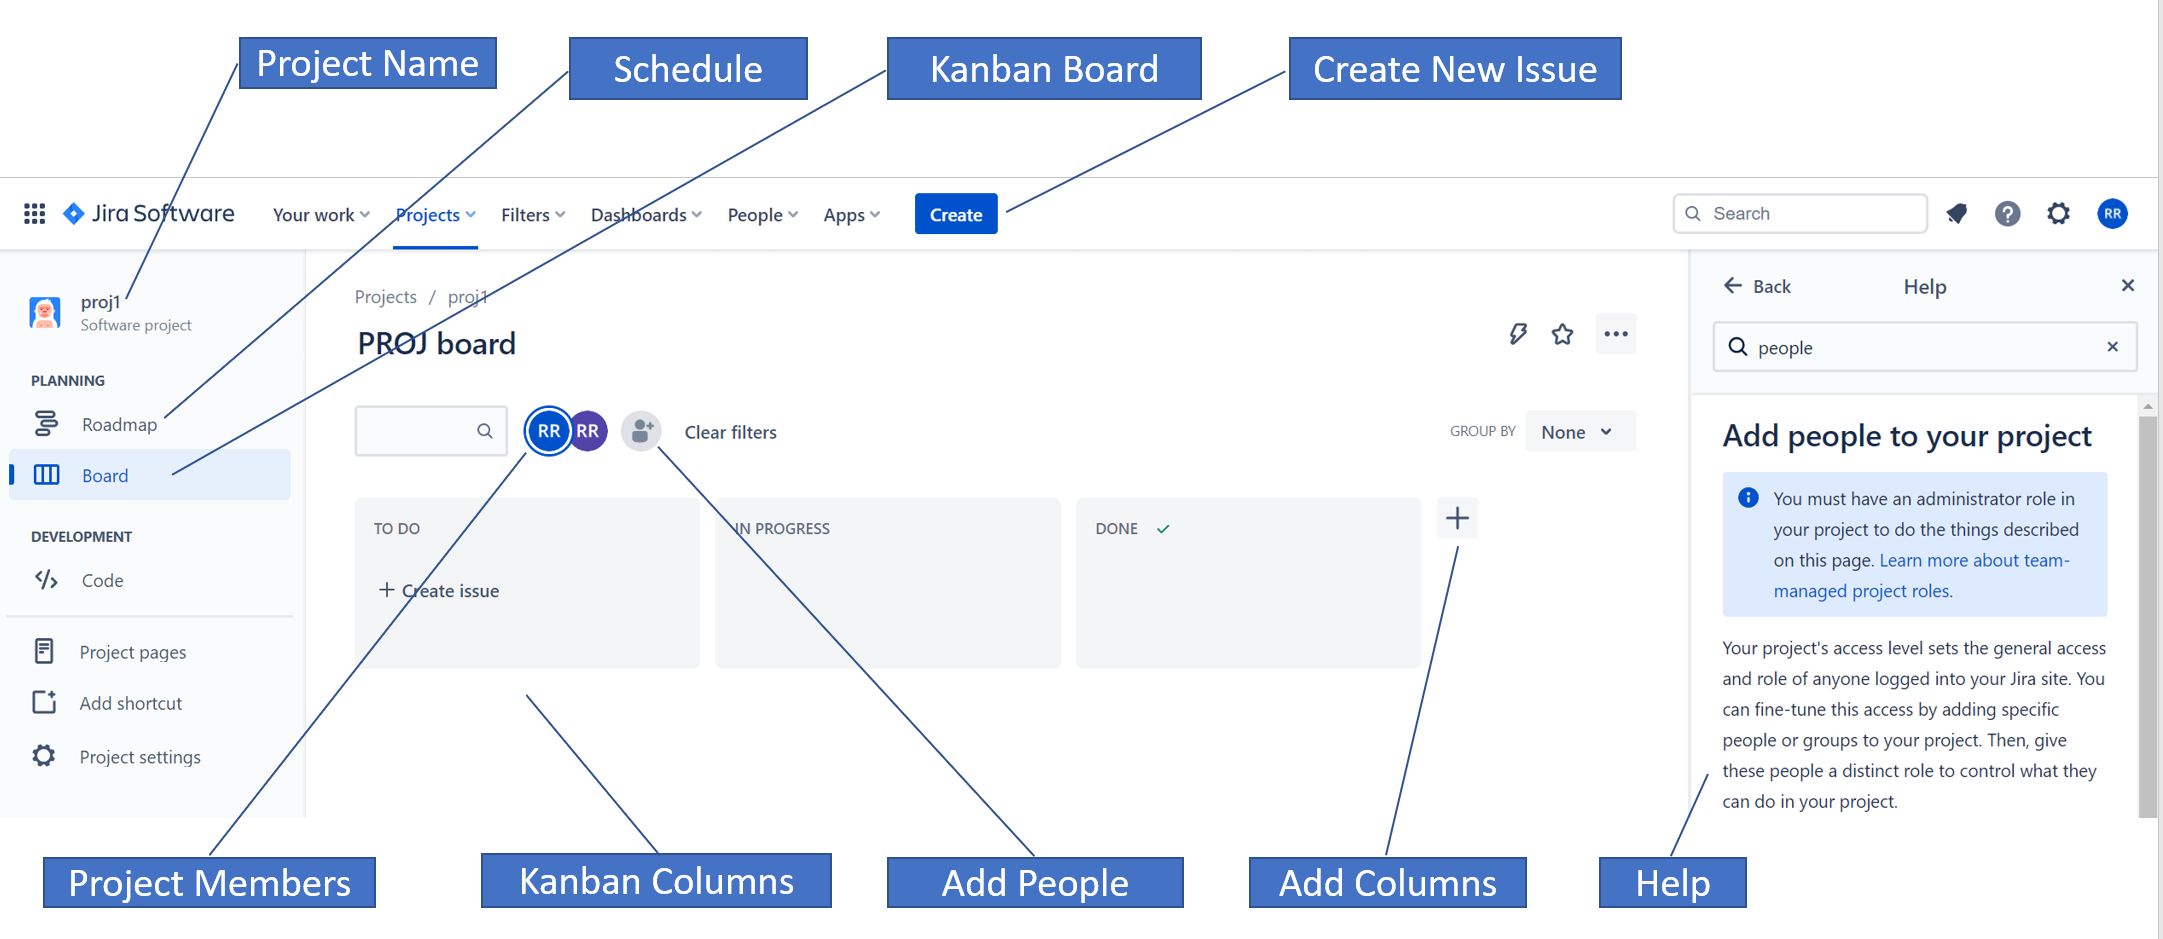 Project Name
Schedule
Kanban Board
Create New Issue
Jira Software
Your work
Projects
Filters
Dashboards
People
Apps
Create
Search
RR
proj1
Software project
PLANNING
Roadmap
Board
DEVELOPMENT
Code
Project pages
Add shortcut
Project settings
Projects / proj1
PROJ board
RR
RR
Clear filters
GROUP BY
None
TO DO
+ Create issue
IN PROGRESS
DONE
Back
Help
people
Add people to your project
You must have an administrator role in
your project to do the things described
on this page. Learn more about team-
managed project roles.
Your project's access level sets the general access
and role of anyone logged into your Jira site. You
can fine-tune this access by adding specific
people or groups to your project. Then, give
these people a distinct role to control what they
can do in your project.
Project Members
Kanban Columns
Add People
Add Columns
Help